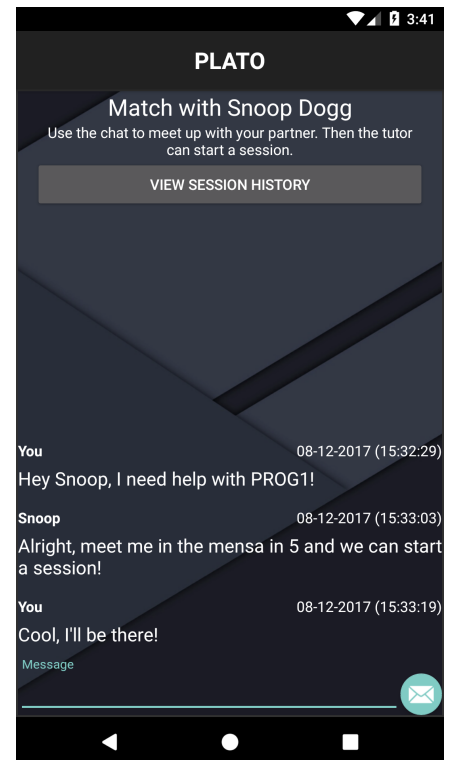 3:41
PLATO
Match with Snoop Dogg
Use the chat to meet up with your partner. Then the tutor
can start a session.
VIEW SESSION HISTORY
You 08-12-2017 (15:32:29)
Hey Snoop, I need help with PROG1!
Snoop 08-12-2017 (15:33:03)
Alright, meet me in the mensa in 5 and we can start
a session!
You 08-12-2017 (15:33:19)
Cool, I'll be there!
Message